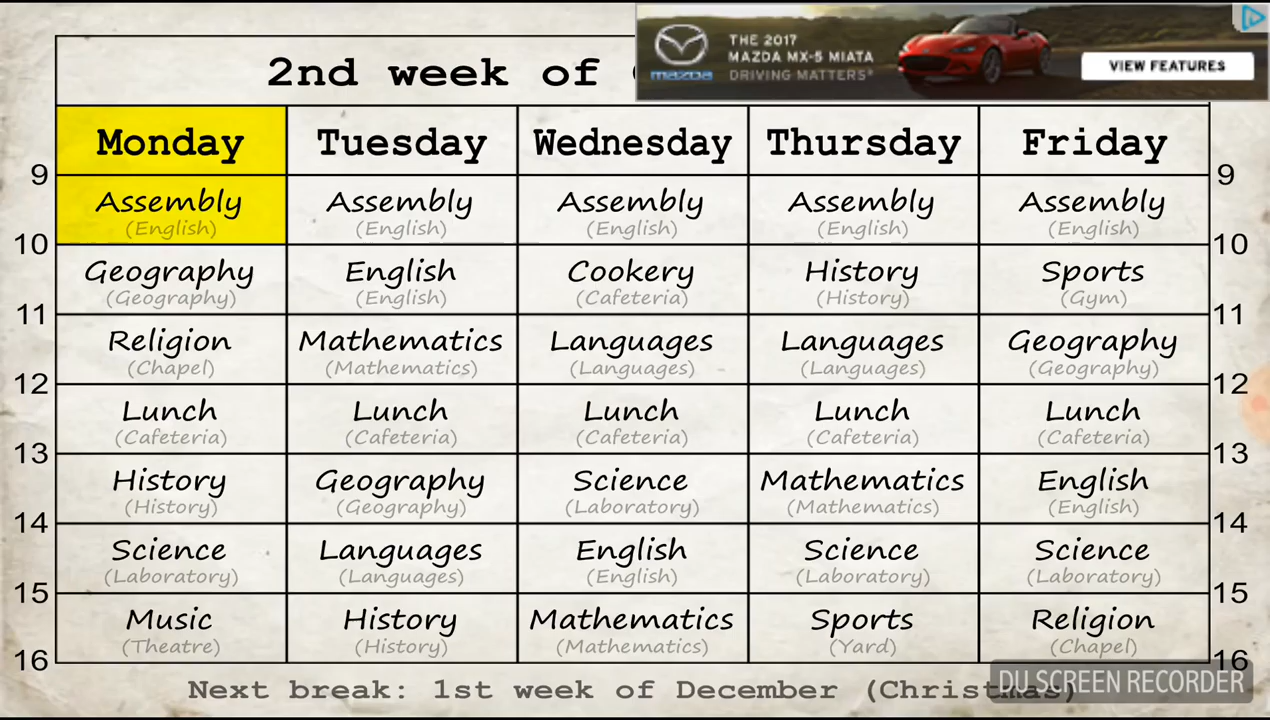 2nd week of
mazda
THE 2017
MAZDA MX-5 MIATA
DRIVING MATTERS®
VIEW FEATURES
Monday Tuesday Wednesday Thursday Friday
9 9
Assembly Assembly Assembly Assembly Assembly
(English) (English) (English) (English) (English)
10 10
Geography English Cookery History Sports
(Geography) (English) (Cafeteria) (History) (Gym)
11 11
Religion Mathematics Languages Languages Geography
(Chapel) (Mathematics) (Languages) (Languages) (Geography)
12 12
Lunch Lunch Lunch Lunch Lunch
(Cafeteria) (Cafeteria) (Cafeteria) (Cafeteria) (Cafeteria)
13 13
History Geography Science Mathematics English
(History) (Geography) (Laboratory) (Mathematics) (English)
14 14
Science Languages English Science Science
(Laboratory) (Languages) (English) (Laboratory) (Laboratory)
15 15
Music History Mathematics Sports Religion
(Theatre) (History) (Mathematics) (Yard) (Chapel)
16 16
Next break: 1st week of December (Christmas)
DU SCREEN RECORDER